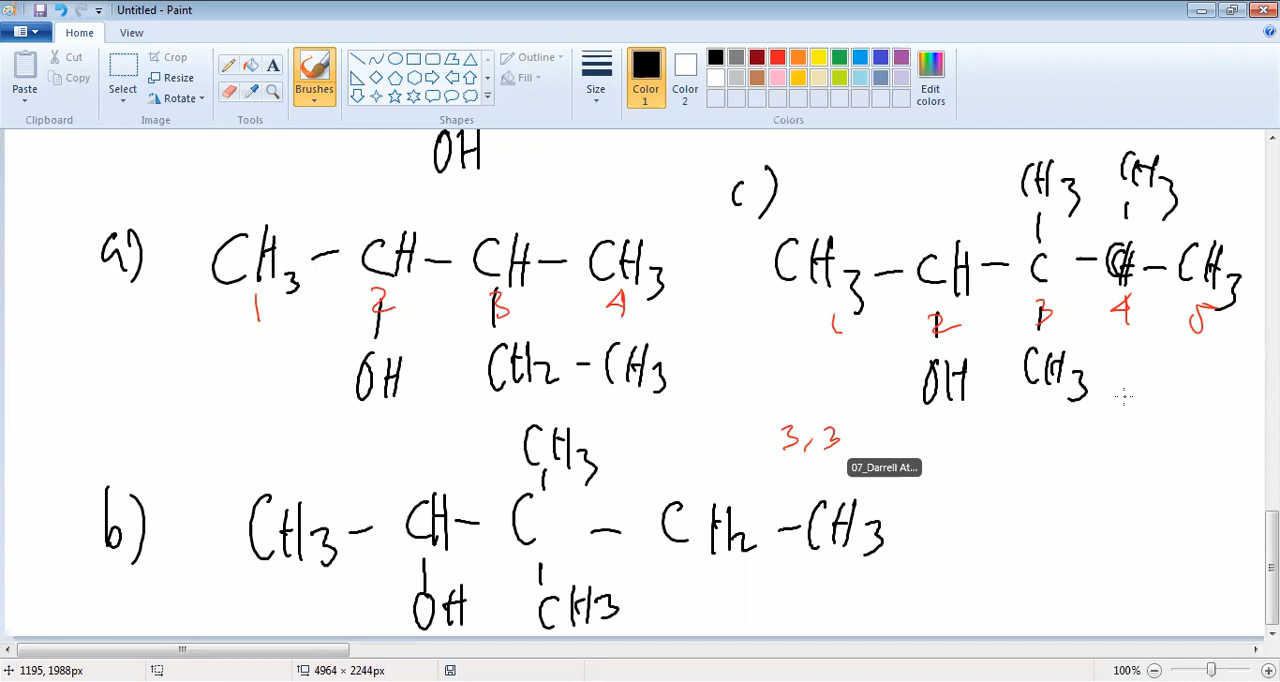 Untitled - Paint
Home
View
Paste
Cut
Copy
Clipboard
Select
Crop
Resize
Rotate
Image
Tools
Brushes
Shapes
Outline
Fill
Size
Color 1
Color 2
Edit colors
Colors
OH
c)
CH3 CH3
a) CH3 - CH - CH - CH3
1 2 3 4
OH CH2 - CH3
CH3 - CH - C - CH - CH3
1 2 3 4 5
OH CH3
3, 3
07_Darrell At...
CH3
b) CH3 - CH - C - CH2 - CH3
OH CH3
1195, 1988px
4964 × 2244px
100%